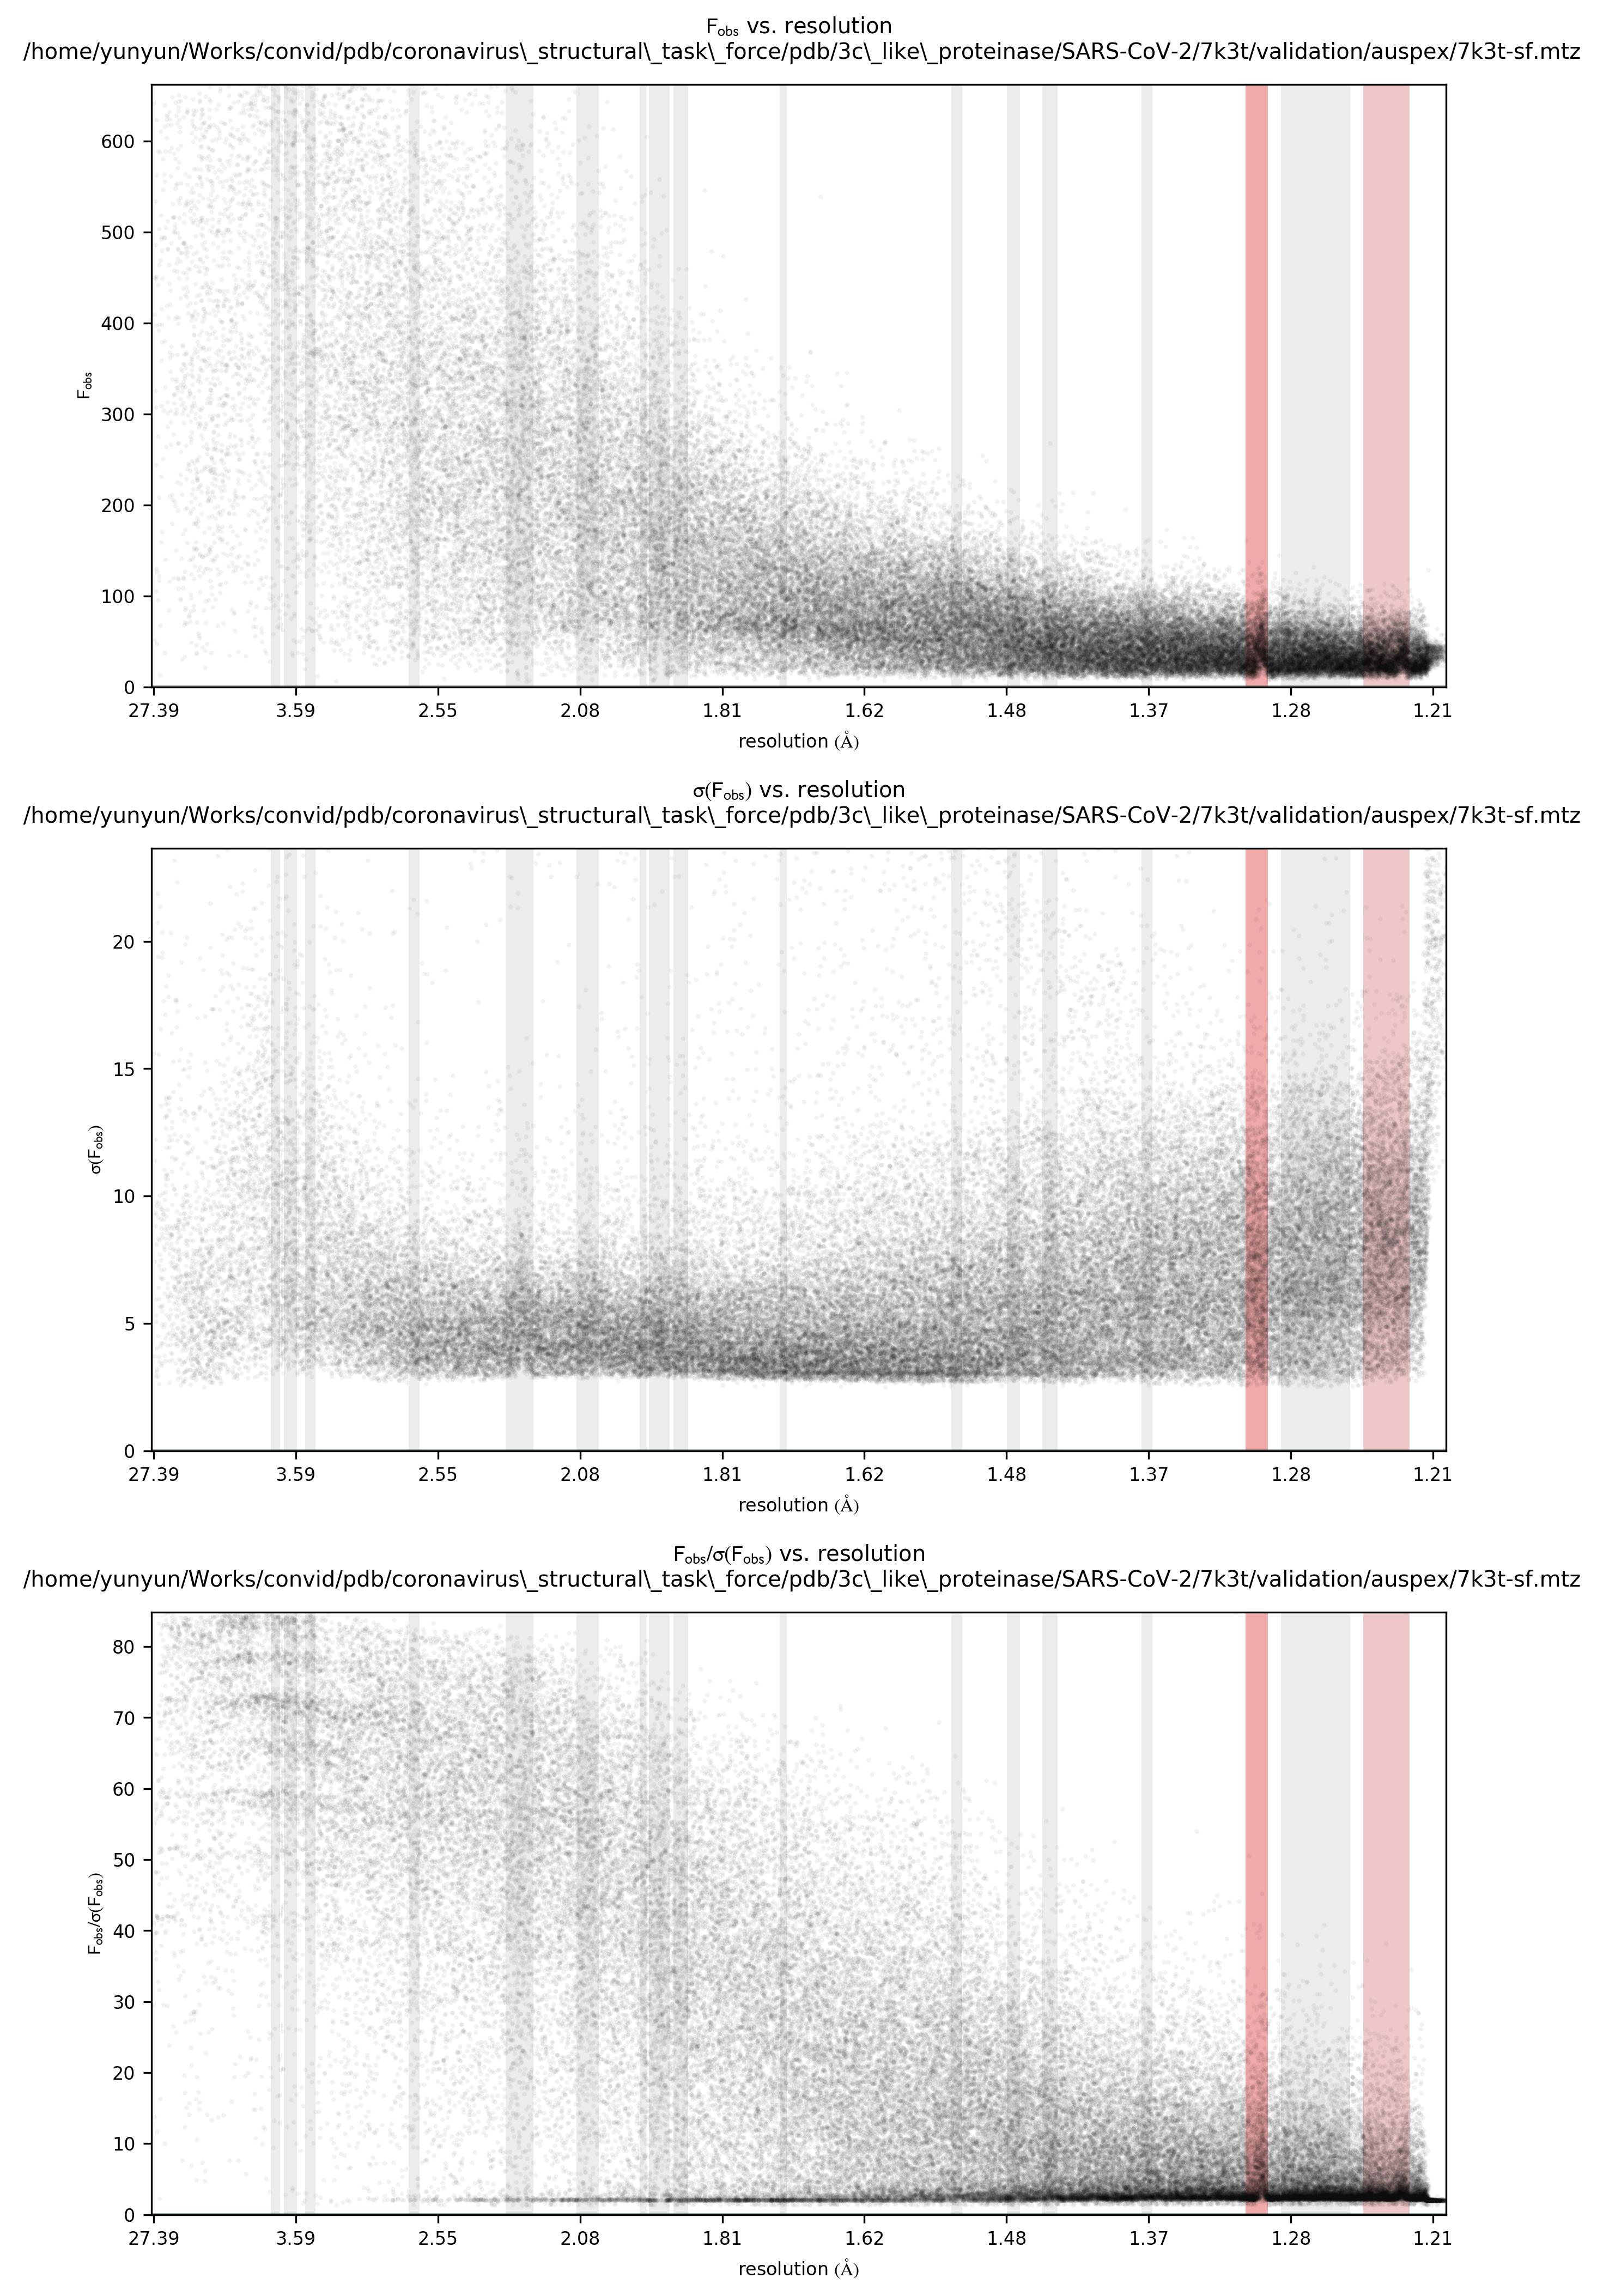 Fobs vs. resolution
/home/yunyun/Works/convid/pdb/coronavirus\_structural\_task\_force/pdb/3c\_like\_proteinase/SARS-CoV-2/7k3t/validation/auspex/7k3t-sf.mtz
600
500
400
300
200
100
0
Fobs
27.39 3.59 2.55 2.08 1.81 1.62 1.48 1.37 1.28 1.21
resolution (Å)
σ(Fobs) vs. resolution
/home/yunyun/Works/convid/pdb/coronavirus\_structural\_task\_force/pdb/3c\_like\_proteinase/SARS-CoV-2/7k3t/validation/auspex/7k3t-sf.mtz
20
15
10
5
0
σ(Fobs)
27.39 3.59 2.55 2.08 1.81 1.62 1.48 1.37 1.28 1.21
resolution (Å)
Fobs/σ(Fobs) vs. resolution
/home/yunyun/Works/convid/pdb/coronavirus\_structural\_task\_force/pdb/3c\_like\_proteinase/SARS-CoV-2/7k3t/validation/auspex/7k3t-sf.mtz
80
70
60
50
40
30
20
10
0
Fobs/σ(Fobs)
27.39 3.59 2.55 2.08 1.81 1.62 1.48 1.37 1.28 1.21
resolution (Å)